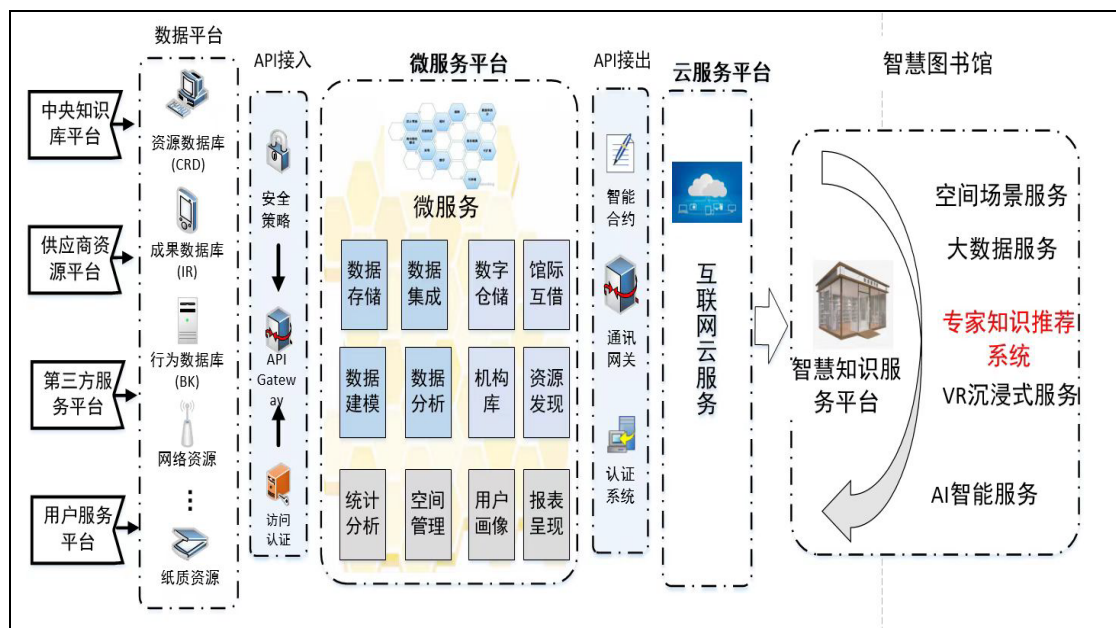 数据平台
API接入
微服务平台
API接出
云服务平台
智慧图书馆
中央知识
库平台
供应商资
源平台
第三方服
务平台
用户服务
平台
资源数据库
(CRD)
成果数据库
(IR)
行为数据库
(BK)
网络资源
纸质资源
安全
策略
API
Gatew
ay
访问
认证
微服务
数据
存储
数据
集成
数字
仓储
馆际
互借
数据
建模
数据
分析
机构
库
资源
发现
统计
分析
空间
管理
用户
画像
报表
呈现
智能
合约
通讯
网关
认证
系统
互联网云服务
智慧知识服
务平台
空间场景服务
大数据服务
专家知识推荐
系统
VR沉浸式服务
AI智能服务